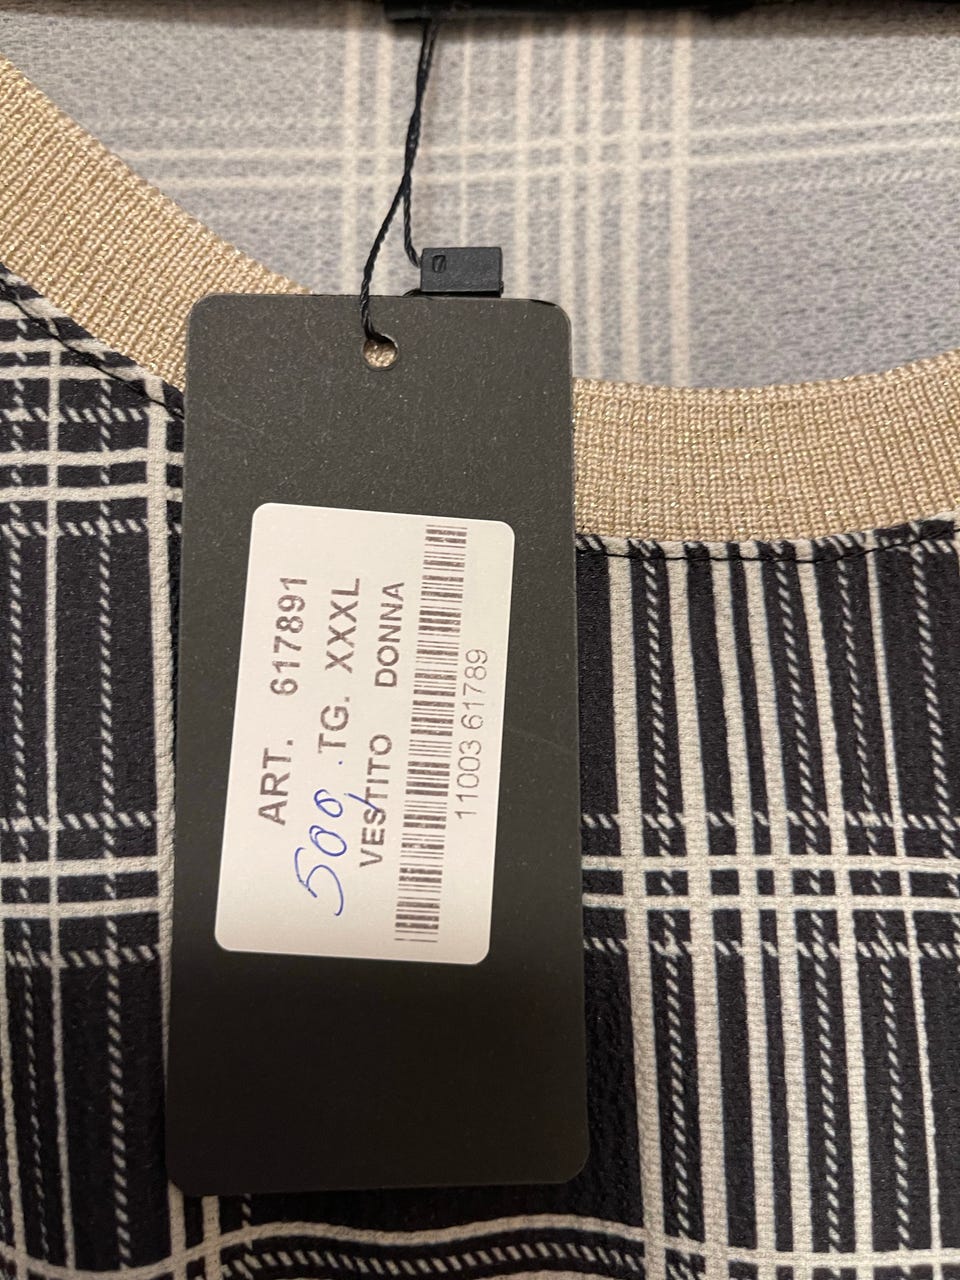 ART. 617891
500 .TG. XXXL
VESTITO DONNA
11003 61789